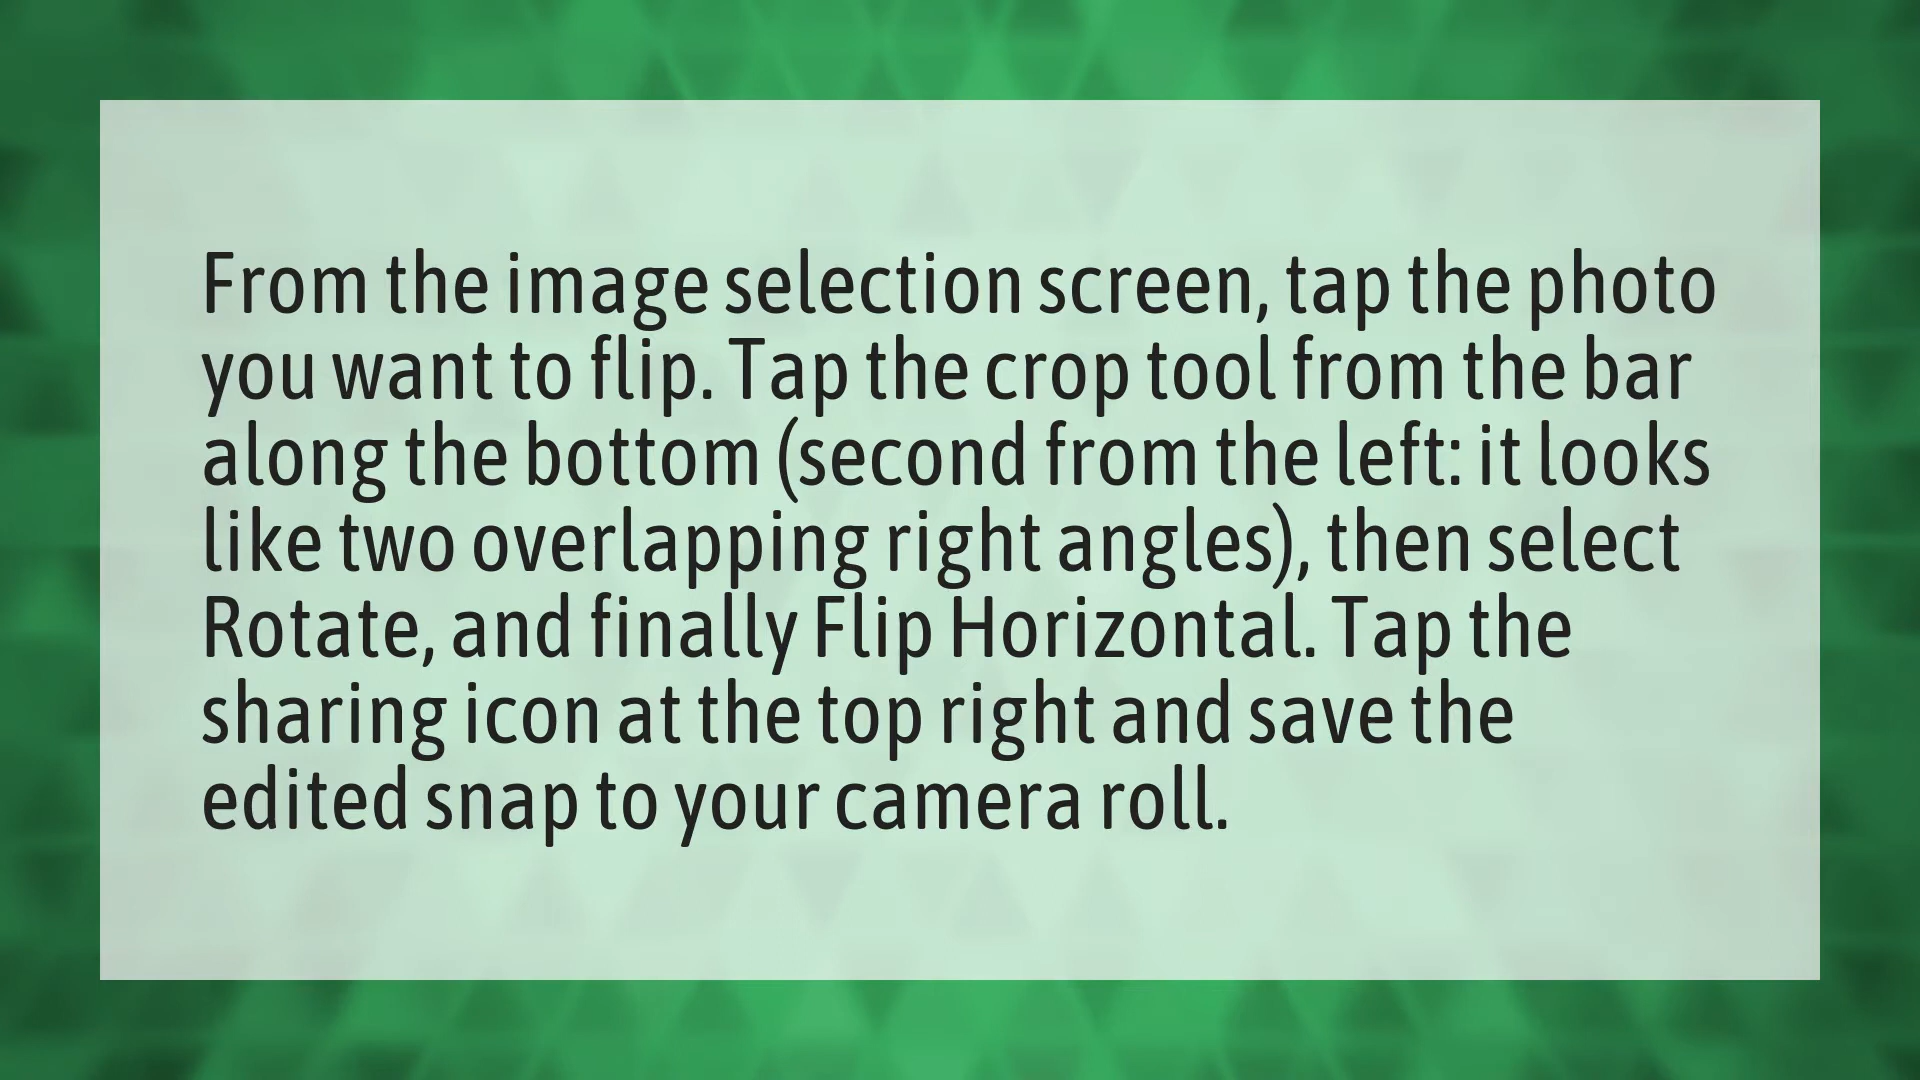 From the image selection screen, tap the photo
you want to flip. Tap the crop tool from the bar
along the bottom (second from the left: it looks
like two overlapping right angles), then select
Rotate, and finally Flip Horizontal. Tap the
sharing icon at the top right and save the
edited snap to your camera roll.